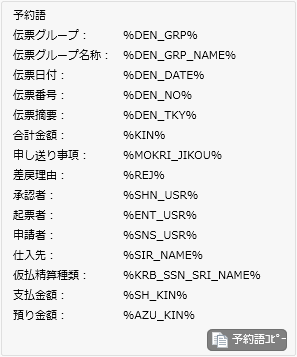 予約語
伝票グループ： %DEN_GRP%
伝票グループ名称： %DEN_GRP_NAME%
伝票日付： %DEN_DATE%
伝票番号： %DEN_NO%
伝票摘要： %DEN_TKY%
合計金額： %KIN%
申し送り事項： %MOKRI_JIKOU%
差戻理由： %REJ%
承認者： %SHN_USR%
起票者： %ENT_USR%
申請者： %SNS_USR%
仕入先： %SIR_NAME%
仮払精算種類： %KRB_SSN_SRI_NAME%
支払金額： %SH_KIN%
預り金額： %AZU_KIN%
予約語ｺﾋﾟｰ